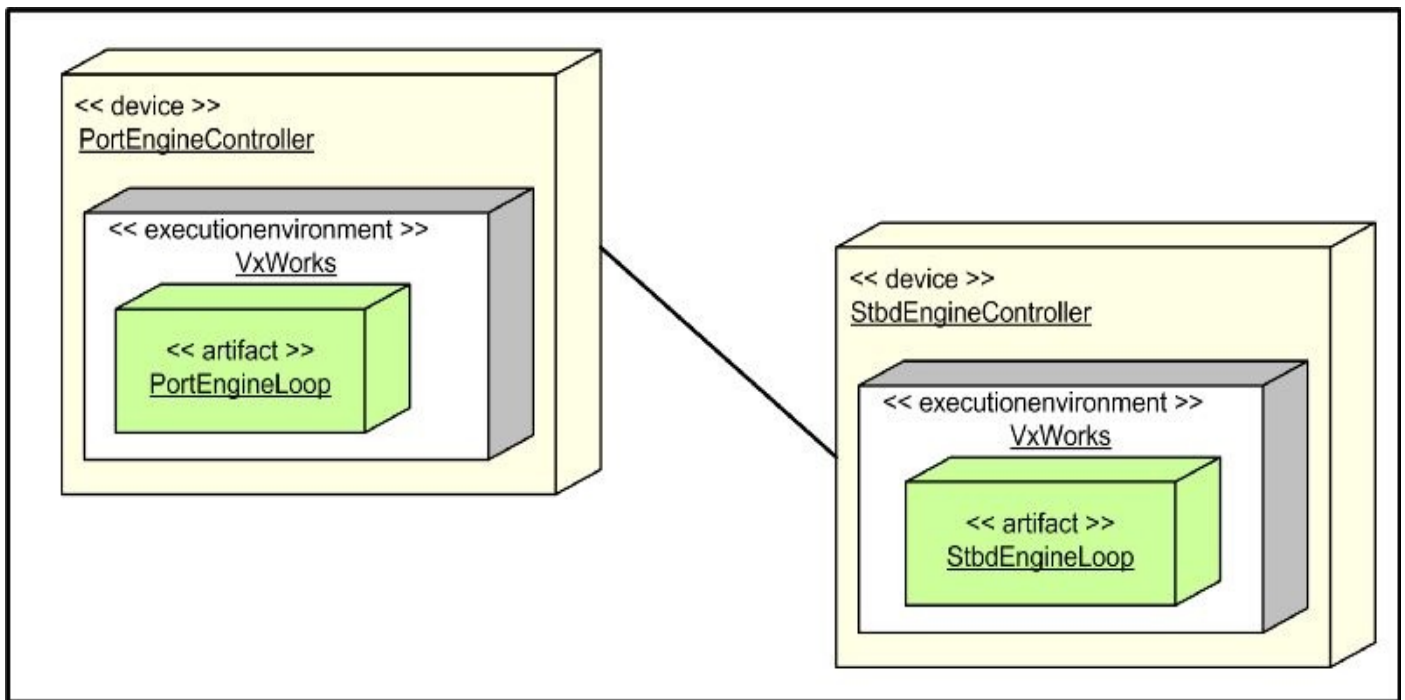 << device >>
PortEngineController
<< executionenvironment >>
VxWorks
<< artifact >>
PortEngineLoop
<< device >>
StbdEngineController
<< executionenvironment >>
VxWorks
<< artifact >>
StbdEngineLoop